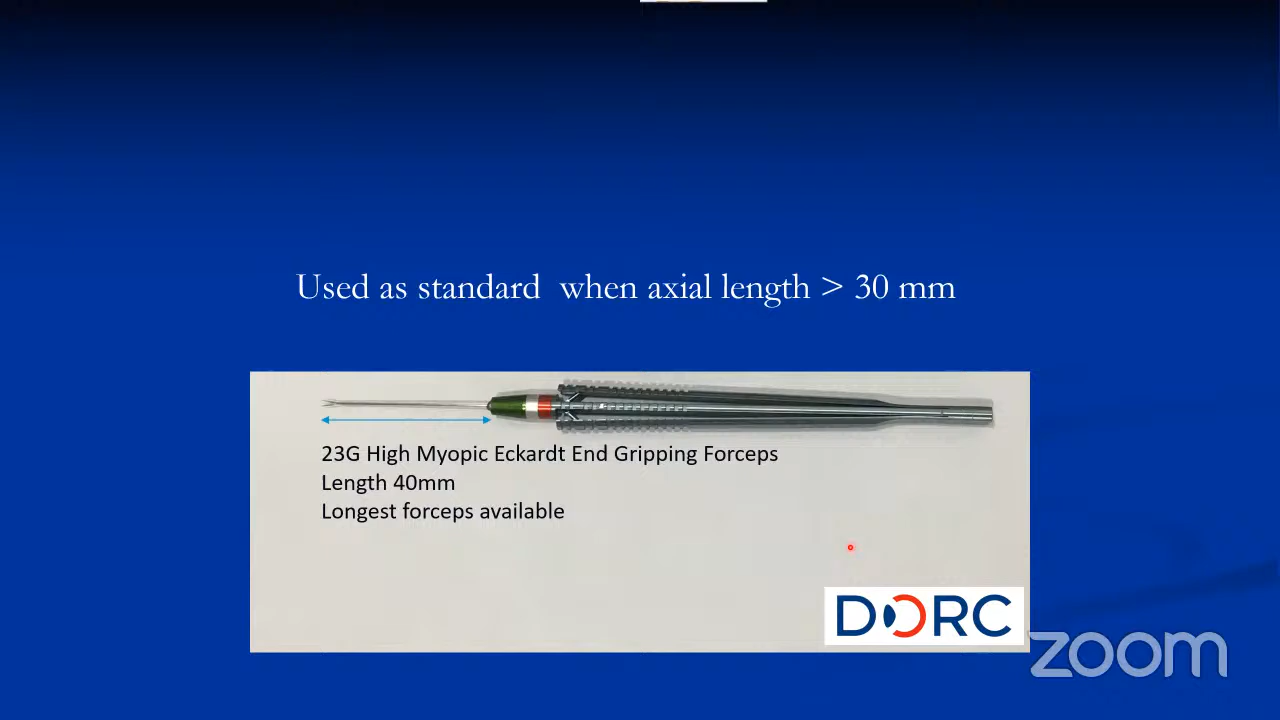 Used as standard  when axial length > 30 mm
23G High Myopic Eckardt End Gripping Forceps
Length 40mm
Longest forceps available
DORC
zoom